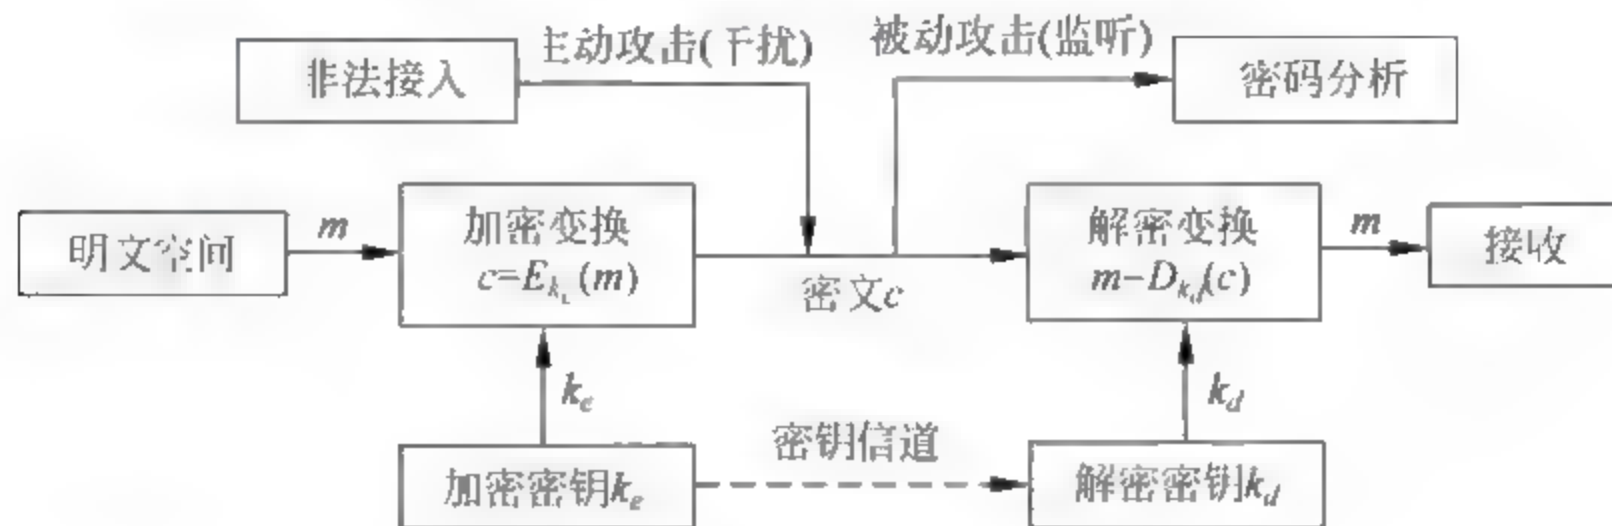 主动攻击(干扰)
被动攻击(监听)
非法接入
密码分析
明文空间
m
加密变换
c=E_{k_e}(m)
密文c
解密变换
m=D_{k_d}(c)
m
接收
k_e
k_d
密钥信道
加密密钥k_e
解密密钥k_d